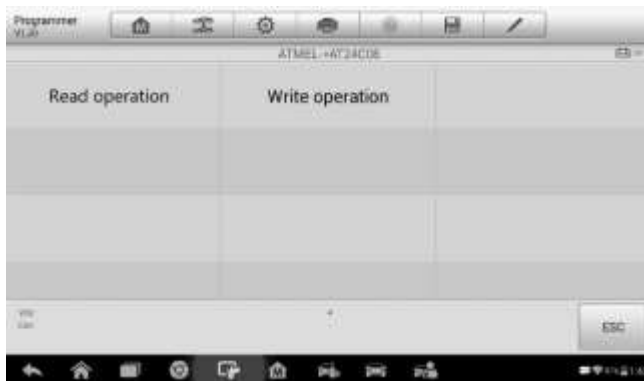 Programmer
ATMEL->AT24C08
Read operation
Write operation
ESC